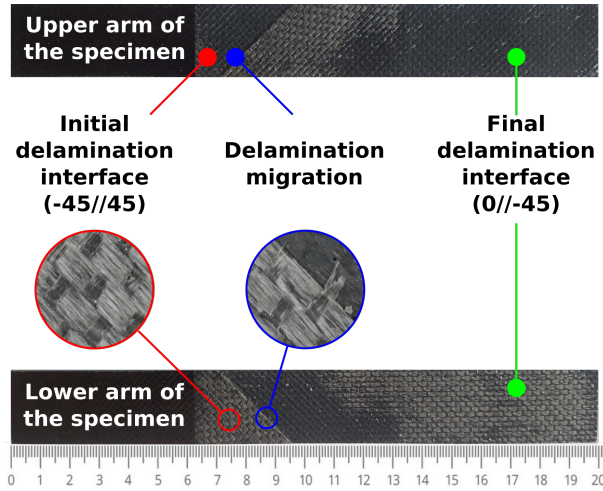 Upper arm of
the specimen
Initial
delamination
interface
(-45//45)
Delamination
migration
Final
delamination
interface
(0//-45)
Lower arm of
the specimen
0 1 2 3 4 5 6 7 8 9 10 11 12 13 14 15 16 17 18 19 20